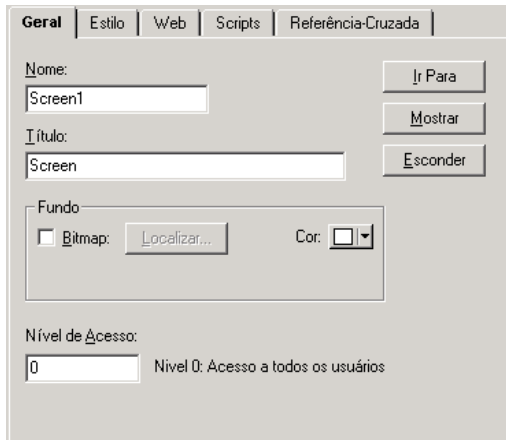 Geral Estilo Web Scripts Referência-Cruzada
Nome:
Screen1
Ir Para
Mostrar
Título:
Screen
Esconder
Fundo
Bitmap: Localizar... Cor:
Nível de Acesso:
0 Nivel 0: Acesso a todos os usuários